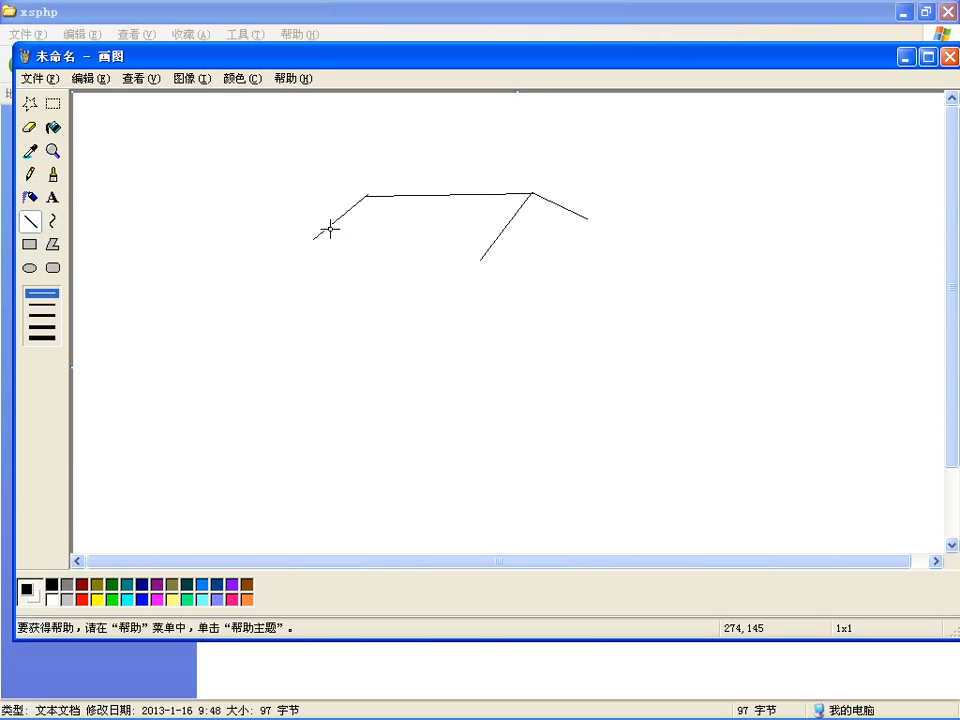 xsphp
文件(F) 编辑(E) 查看(V) 收藏(A) 工具(T) 帮助(H)
未命名 - 画图
文件(F) 编辑(E) 查看(V) 图像(I) 颜色(C) 帮助(H)
A
要获得帮助，请在“帮助”菜单中，单击“帮助主题”。 274,145 1x1
类型: 文本文档 修改日期: 2013-1-16 9:48 大小: 97 字节 97 字节 我的电脑